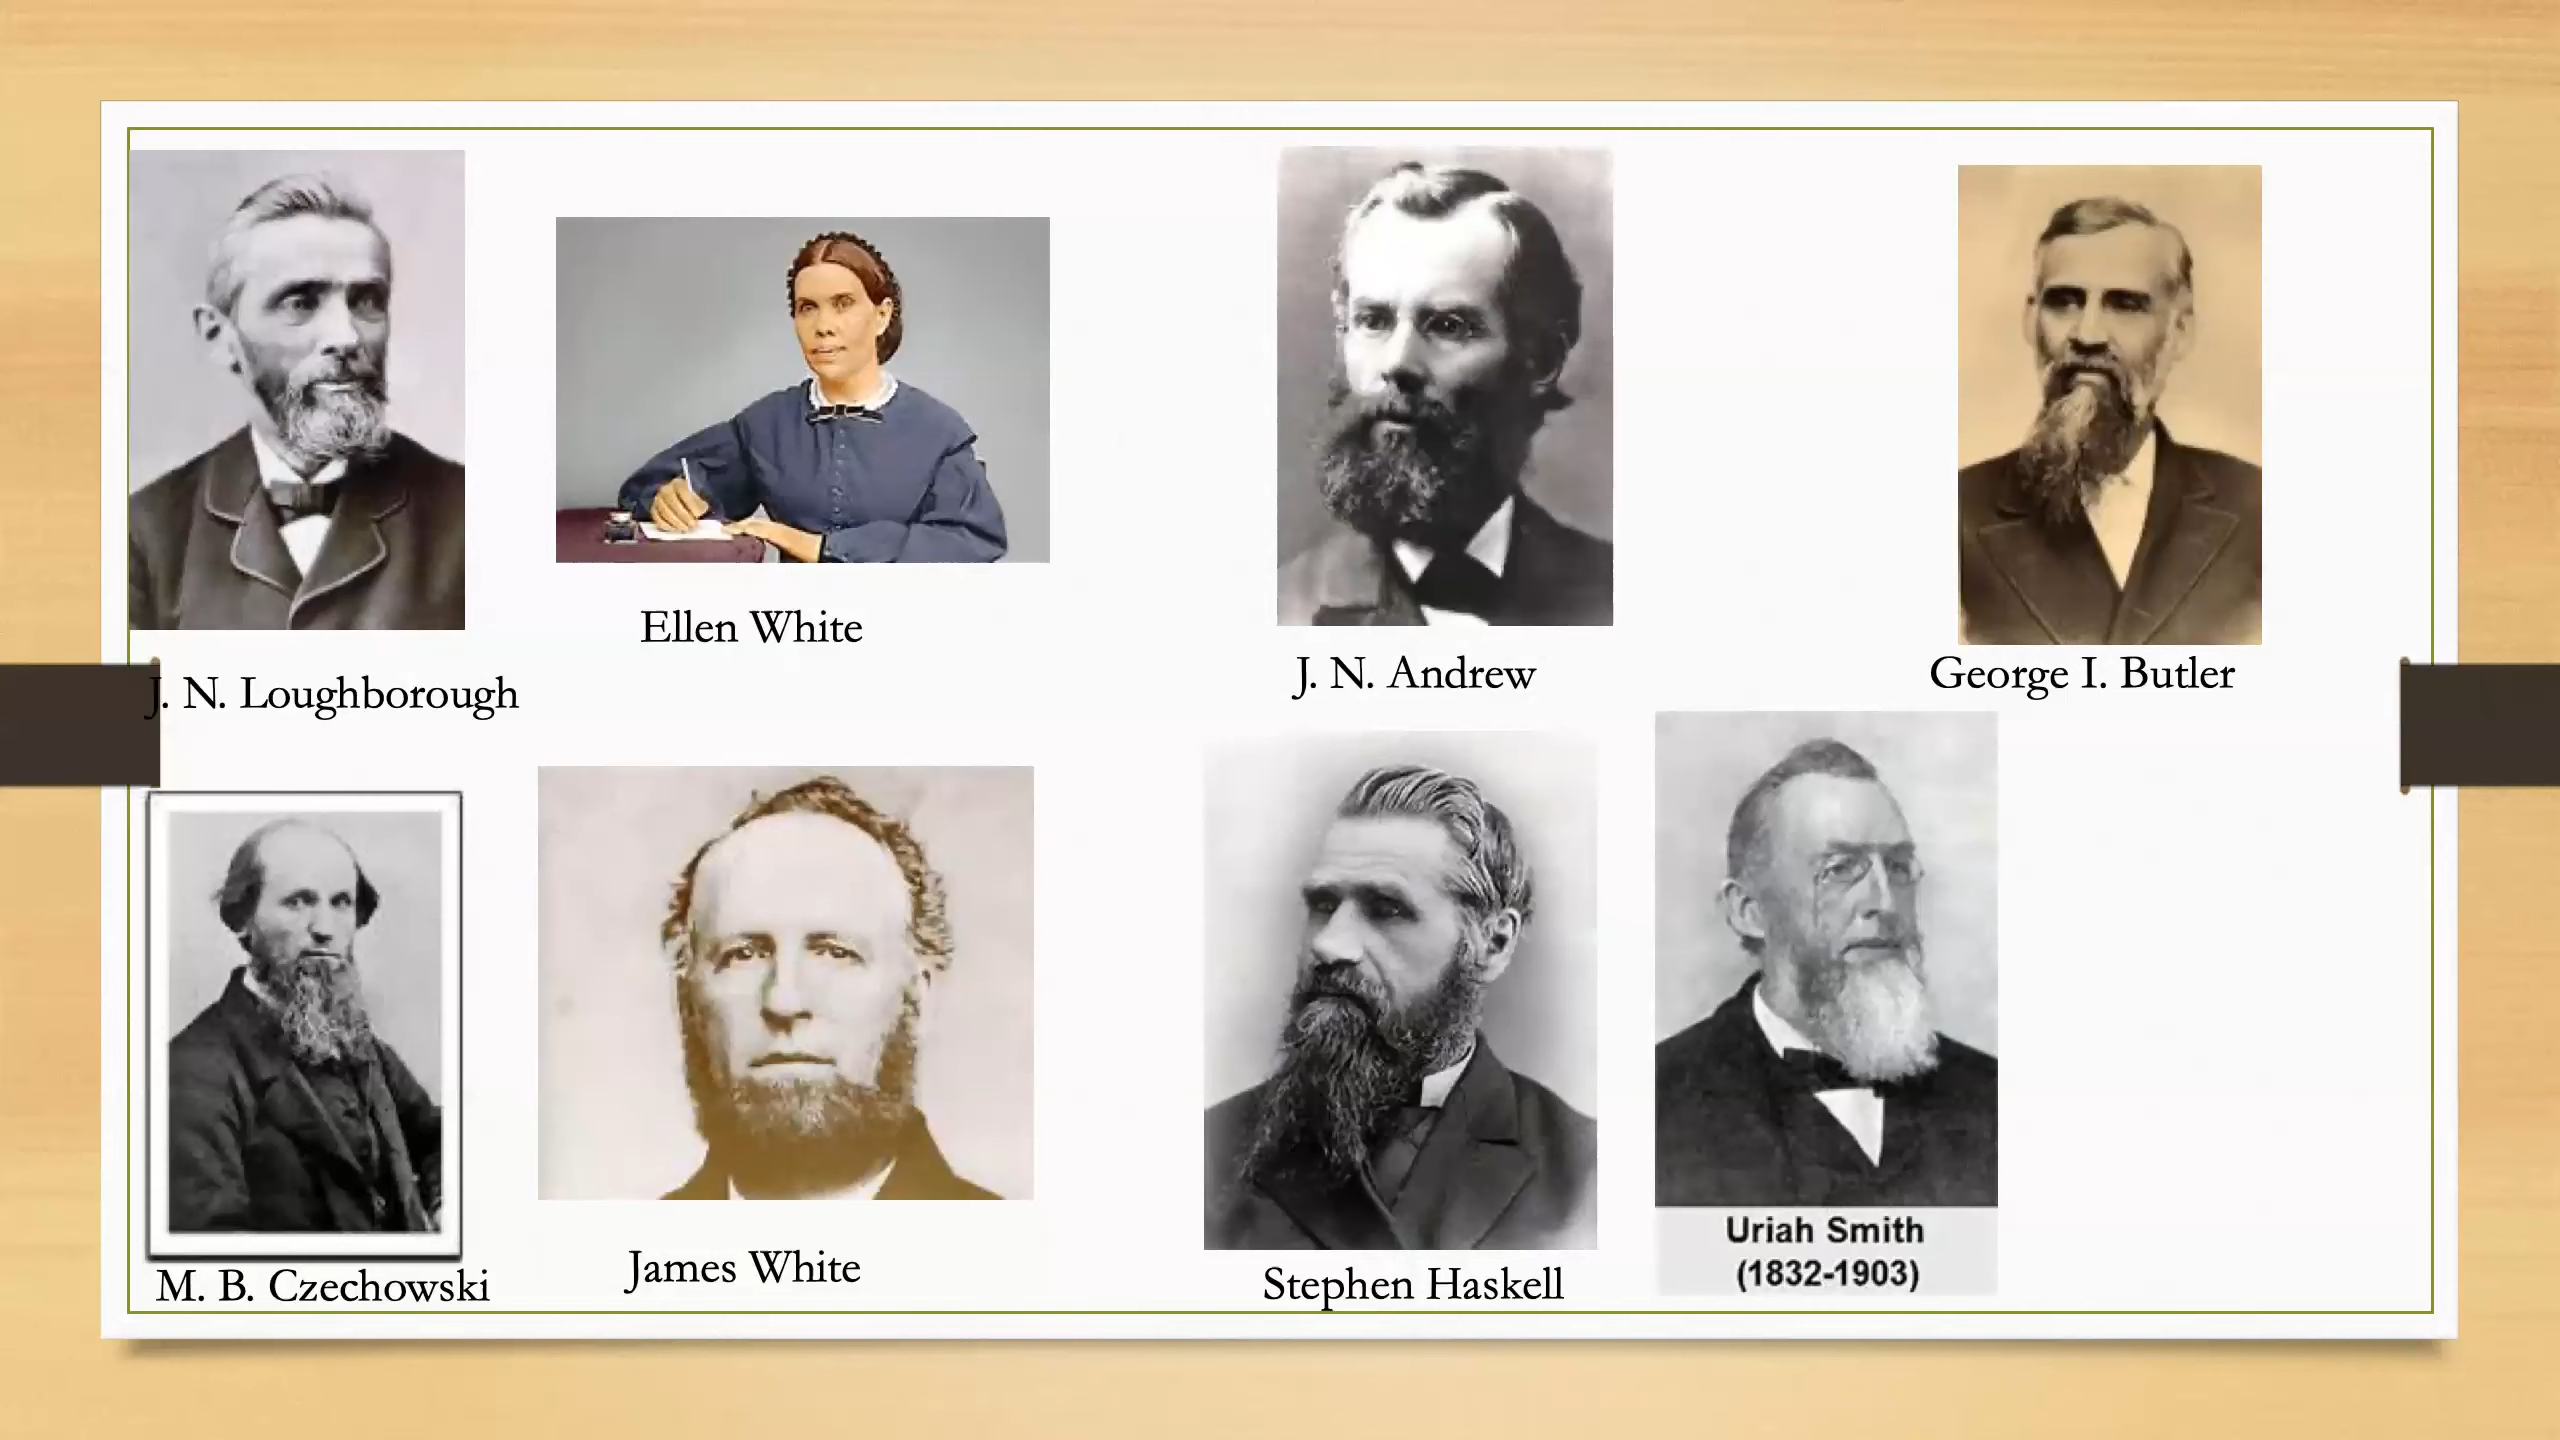 Ellen White
J. N. Andrew
George I. Butler
J. N. Loughborough
M. B. Czechowski
James White
Stephen Haskell
Uriah Smith
(1832-1903)